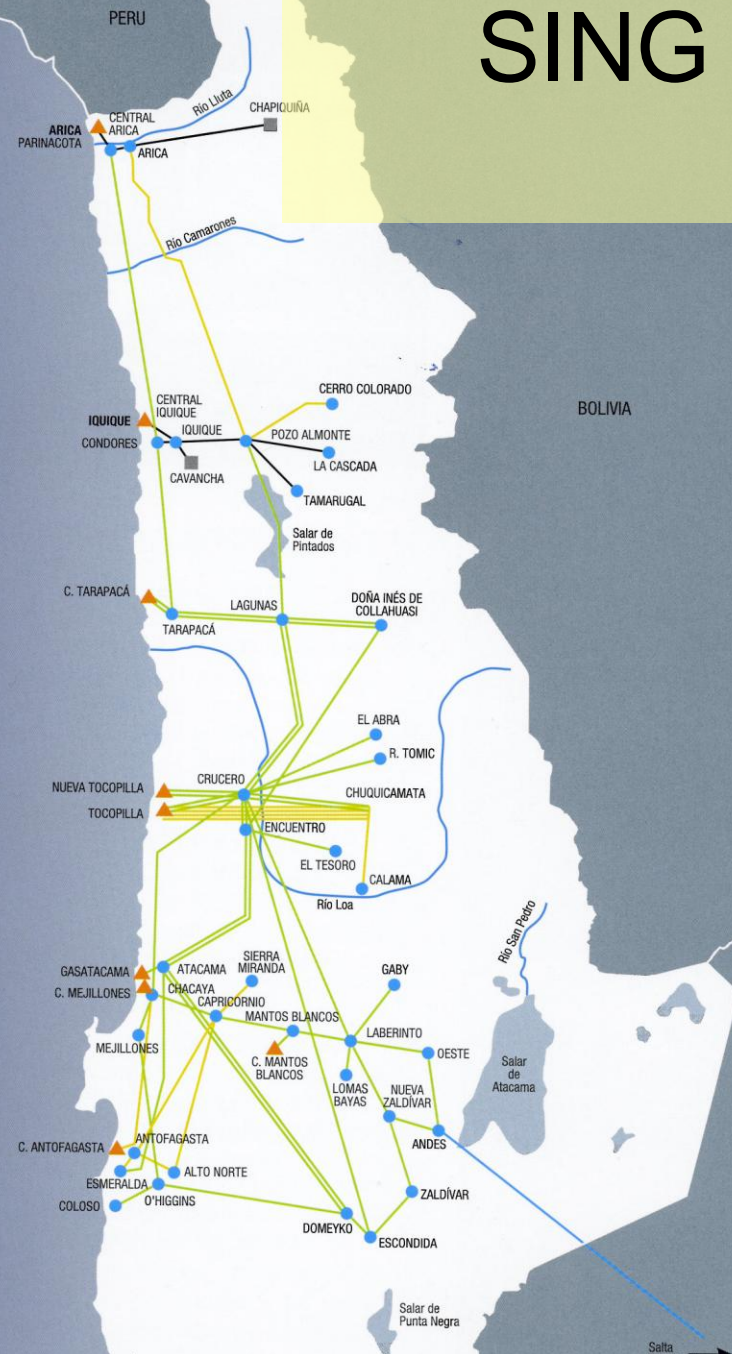 PERU
SING
Río Lluta
CHAPIQUIÑA
CENTRAL
ARICA
ARICA
PARINACOTA
ARICA
Río Camarones
CERRO COLORADO
BOLIVIA
CENTRAL
IQUIQUE
IQUIQUE
IQUIQUE
CONDORES
POZO ALMONTE
LA CASCADA
CAVANCHA
TAMARUGAL
Salar de
Pintados
C. TARAPACÁ
LAGUNAS
DOÑA INÉS DE
COLLAHUASI
TARAPACÁ
EL ABRA
R. TOMIC
CRUCERO
NUEVA TOCOPILLA
CHUQUICAMATA
TOCOPILLA
ENCUENTRO
EL TESORO
CALAMA
Río Loa
Río San Pedro
SIERRA
MIRANDA
GASATACAMA
ATACAMA
GABY
C. MEJILLONES
CHACAYA
CAPRICORNIO
MANTOS BLANCOS
LABERINTO
MEJILLONES
OESTE
C. MANTOS
BLANCOS
LOMAS
BAYAS
NUEVA
ZALDÍVAR
Salar
de
Atacama
ANDES
C. ANTOFAGASTA
ANTOFAGASTA
ALTO NORTE
ESMERALDA
O'HIGGINS
COLOSO
ZALDÍVAR
DOMEYKO
ESCONDIDA
Salar de
Punta Negra
Salta